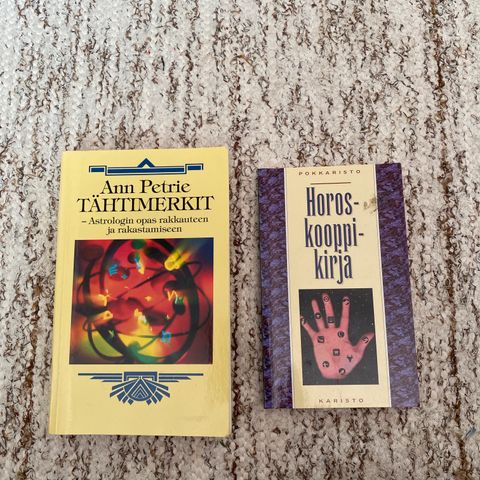 Ann Petrie
TÄHTIMERKIT
– Astrologin opas rakkauteen
ja rakastamiseen
POKKARISTO
Horos-
kooppi-
kirja
KARISTO